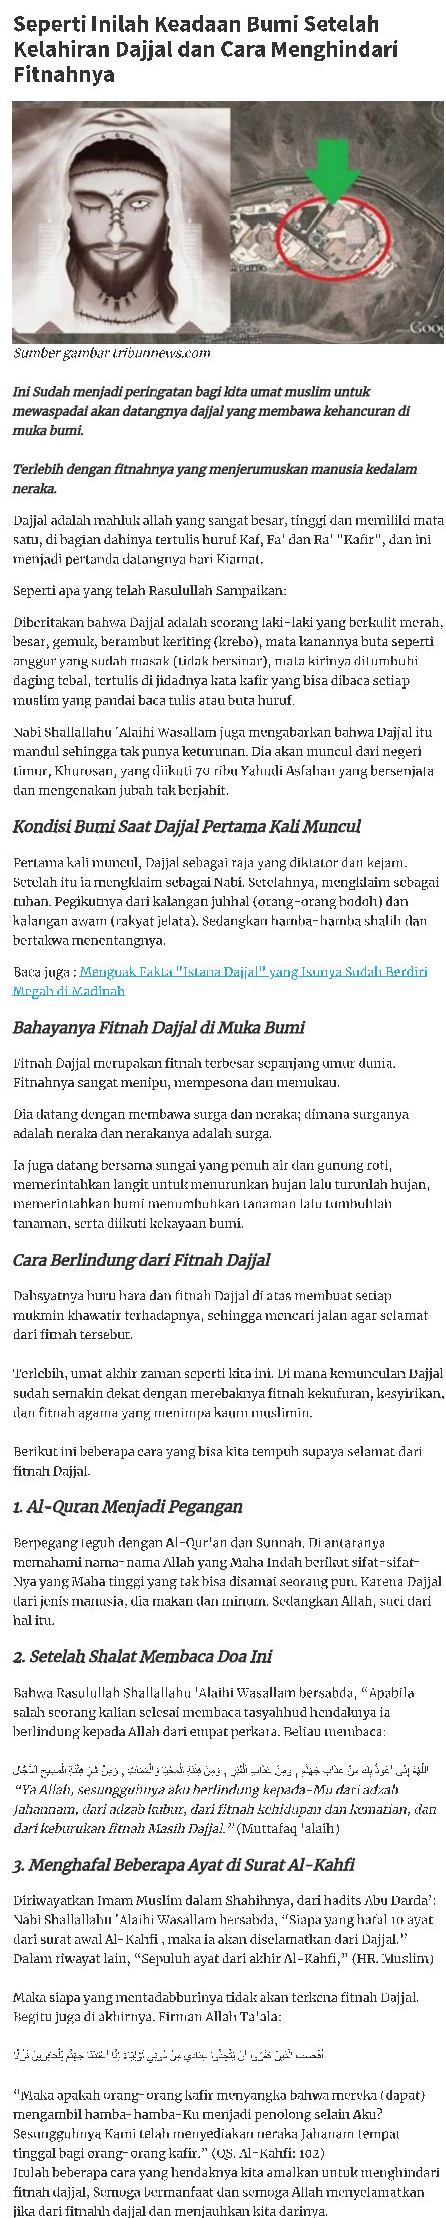 Seperti Inilah Keadaan Bumi Setelah
Kelahiran Dajjal dan Cara Menghindari
Fitnahnya
Goog
Sumber gambar tribunnews.com
Ini Sudah menjadi peringatan bagi kita umat muslim untuk
mewaspadai akan datangnya dajjal yang membawa kehancuran di
muka bumi.
Terlebih dengan fitnahnya yang menjerumuskan manusia kedalam
neraka.
Dajjal adalah mahluk allah yang sangat besar, tinggi dan memiliki mata
satu, di bagian dahinya tertulis huruf Kaf, Fa' dan Ra' "Kafir", dan ini
menjadi pertanda datangnya hari Kiamat.
Seperti apa yang telah Rasulullah Sampaikan:
Diberitakan bahwa Dajjal adalah seorang laki-laki yang berkulit merah,
besar, gemuk, berambut keriting (krebo), mata kanannya buta seperti
anggur yang sudah masak (tidak bersinar), mata kirinya ditumbuhi
daging tebal, tertulis di jidadnya kata kafir yang bisa dibaca setiap
muslim yang pandai baca tulis atau buta huruf.
Nabi Shallallahu 'Alaihi Wasallam juga mengabarkan bahwa Dajjal itu
mandul sehingga tak punya keturunan. Dia akan muncul dari negeri
timur, Khurosan, yang diikuti 70 ribu Yahudi Asfahan yang bersenjata
dan mengenakan jubah tak berjahit.
Kondisi Bumi Saat Dajjal Pertama Kali Muncul
Pertama kali muncul, Dajjal sebagai raja yang diktator dan kejam.
Setelah itu ia mengklaim sebagai Nabi. Setelahnya, mengklaim sebagai
tuhan. Pegikutnya dari kalangan juhhal (orang-orang bodoh) dan
kalangan awam (rakyat jelata). Sedangkan hamba-hamba shalih dan
bertakwa menentangnya.
Baca juga : Menguak Fakta "Istana Dajjal" yang Isunya Sudah Berdiri
Megah di Madinah
Bahayanya Fitnah Dajjal di Muka Bumi
Fitnah Dajjal merupakan fitnah terbesar sepanjang umur dunia.
Fitnahnya sangat menipu, mempesona dan memukau.
Dia datang dengan membawa surga dan neraka; dimana surganya
adalah neraka dan nerakanya adalah surga.
Ia juga datang bersama sungai yang penuh air dan gunung roti,
memerintahkan langit untuk menurunkan hujan lalu turunlah hujan,
memerintahkan bumi menumbuhkan tanaman lalu tumbuhlah
tanaman, serta diikuti kekayaan bumi.
Cara Berlindung dari Fitnah Dajjal
Dahsyatnya huru hara dan fitnah Dajjal di atas membuat setiap
mukmin khawatir terhadapnya, sehingga mencari jalan agar selamat
dari fitnah tersebut.
Terlebih, umat akhir zaman seperti kita ini. Di mana kemunculan Dajjal
sudah semakin dekat dengan merebaknya fitnah kekufuran, kesyirikan,
dan fitnah agama yang menimpa kaum muslimin.
Berikut ini beberapa cara yang bisa kita tempuh supaya selamat dari
fitnah Dajjal.
1. Al-Quran Menjadi Pegangan
Berpegang teguh dengan Al-Qur'an dan Sunnah. Di antaranya
memahami nama-nama Allah yang Maha Indah berikut sifat-sifat-
Nya yang Maha tinggi yang tak bisa disamai seorang pun. Karena Dajjal
dari jenis manusia, dia makan dan minum. Sedangkan Allah, suci dari
hal itu.
2. Setelah Shalat Membaca Doa Ini
Bahwa Rasulullah Shallallahu 'Alaihi Wasallam bersabda, "Apabila
salah seorang kalian selesai membaca tasyahhud hendaknya ia
berlindung kepada Allah dari empat perkara. Beliau membaca:
اللَّهُمَّ إِنِّي أَعُوذُ بِكَ مِنْ عَذَابِ جَهَنَّمَ , وَمِنْ عَذَابِ الْقَبْرِ , وَمِنْ فِتْنَةِ الْمَحْيَا وَالْمَمَاتِ , وَمِنْ شَرِّ فِتْنَةِ الْمَسِيحِ الدَّجَّالِ
"Ya Allah, sesungguhnya aku berlindung kepada-Mu dari adzab
Jahannam, dari adzab kubur, dari fitnah kehidupan dan kematian, dan
dari keburukan fitnah Masih Dajjal." (Muttafaq 'alaih)
3. Menghafal Beberapa Ayat di Surat Al-Kahfi
Diriwayatkan Imam Muslim dalam Shahihnya, dari hadits Abu Darda':
Nabi Shallallahu 'Alaihi Wasallam bersabda, "Siapa yang hafal 10 ayat
dari surat awal Al-Kahfi , maka ia akan diselamatkan dari Dajjal."
Dalam riwayat lain, "Sepuluh ayat dari akhir Al-Kahfi," (HR. Muslim)
Maka siapa yang mentadabburinya tidak akan terkena fitnah Dajjal.
Begitu juga di akhirnya. Firman Allah Ta'ala:
أَفَحَسِبَ الَّذِينَ كَفَرُوا أَنْ يَتَّخِذُوا عِبَادِي مِنْ دُونِي أَوْلِيَاءَ إِنَّا أَعْتَدْنَا جَهَنَّمَ لِلْكَافِرِينَ نُزُلًا
"Maka apakah orang-orang kafir menyangka bahwa mereka (dapat)
mengambil hamba-hamba-Ku menjadi penolong selain Aku?
Sesungguhnya Kami telah menyediakan neraka Jahanam tempat
tinggal bagi orang-orang kafir." (QS. Al-Kahfi: 102)
Itulah beberapa cara yang hendaknya kita amalkan untuk menghindari
fitnah dajjal, Semoga bermanfaat dan semoga Allah menyelamatkan
jika dari fitnahh dajjal dan menjauhkan kita darinya.